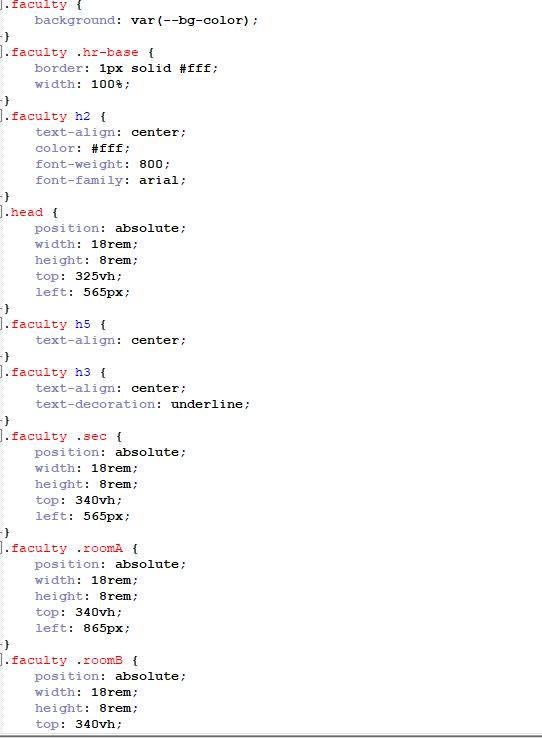 .faculty {
background: var(--bg-color);
}
.faculty .hr-base {
border: 1px solid #fff;
width: 100%;
}
.faculty h2 {
text-align: center;
color: #fff;
font-weight: 800;
font-family: arial;
}
.head {
position: absolute;
width: 18rem;
height: 8rem;
top: 325vh;
left: 565px;
}
.faculty h5 {
text-align: center;
}
.faculty h3 {
text-align: center;
text-decoration: underline;
}
.faculty .sec {
position: absolute;
width: 18rem;
height: 8rem;
top: 340vh;
left: 565px;
}
.faculty .roomA {
position: absolute;
width: 18rem;
height: 8rem;
top: 340vh;
left: 865px;
}
.faculty .roomB {
position: absolute;
width: 18rem;
height: 8rem;
top: 340vh;